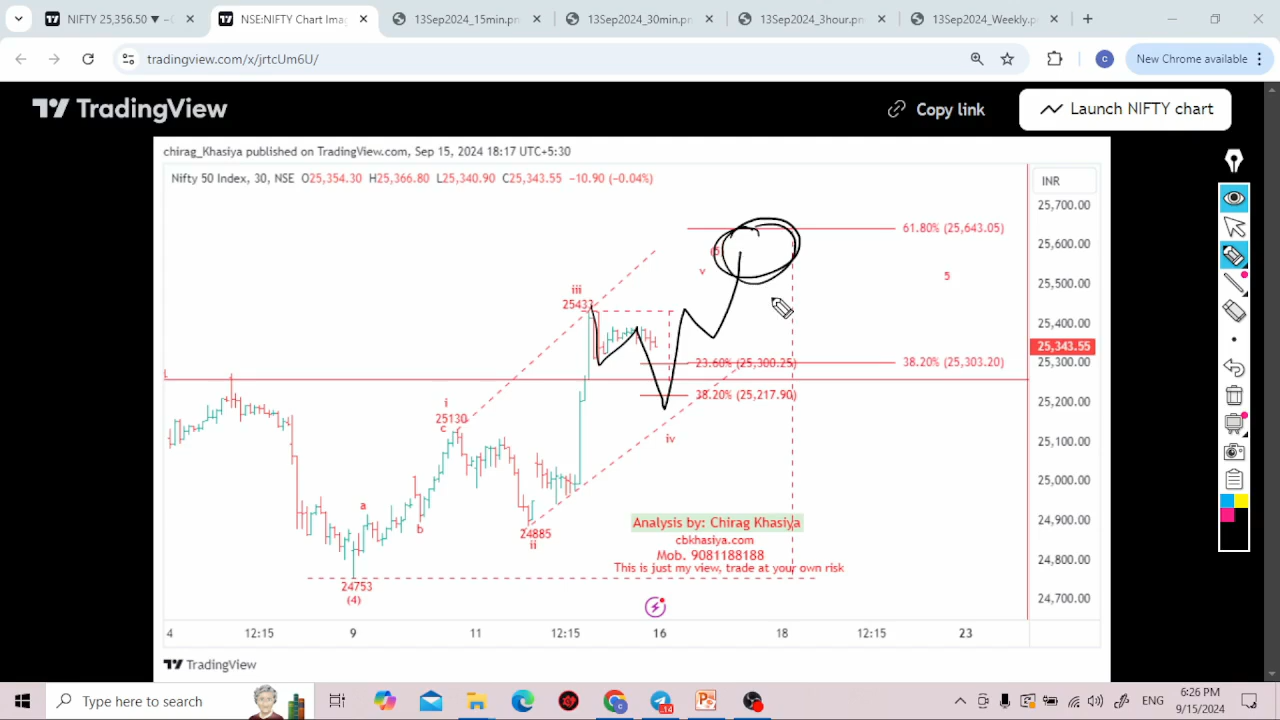 NIFTY 25,356.50 ▼ −0
NSE:NIFTY Chart Imag
13Sep2024_15min.pn
13Sep2024_30min.pn
13Sep2024_3hour.pn
13Sep2024_Weekly.p
tradingview.com/x/jrtcUm6U/
C
New Chrome available
TradingView
Copy link
Launch NIFTY chart
chirag_Khasiya published on TradingView.com, Sep 15, 2024 18:17 UTC+5:30
Nifty 50 Index, 30, NSE O25,354.30 H25,366.80 L25,340.90 C25,343.55 −10.90 (−0.04%)
INR
25,700.00
61.80% (25,643.05)
25,600.00
(5
v
5
25,500.00
iii
25433
25,400.00
25,343.55
23.60% (25,300.25)
38.20% (25,303.20)
25,300.00
38.20% (25,217.90)
25,200.00
i
25130
c
iv
25,100.00
25,000.00
a
b
24885
ii
24,900.00
Analysis by: Chirag Khasiya
cbkhasiya.com
Mob. 9081188188
This is just my view, trade at your own risk
24,800.00
24753
(4)
24,700.00
4 12:15 9 11 12:15 16 18 12:15 23
TradingView
Type here to search
14
ENG
6:26 PM
9/15/2024